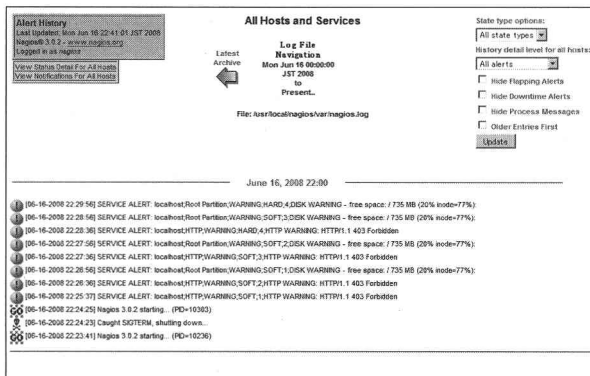 Alert History
Last Updated: Mon Jun 16 22:41:01 JST 2008
Nagios® 3.0.2 - www.nagios.org
Logged in as nagios
View Status Detail For All Hosts
View Notifications For All Hosts
All Hosts and Services
Latest
Archive
Log File
Navigation
Mon Jun 16 00:00:00
JST 2008
to
Present..
File: /usr/local/nagios/var/nagios.log
State type options:
All state types
History detail level for all hosts:
All alerts
Hide Flapping Alerts
Hide Downtime Alerts
Hide Process Messages
Older Entries First
Update
June 16, 2008 22:00
[06-16-2008 22:29:56] SERVICE ALERT: localhost;Root Partition;WARNING;HARD;4;DISK WARNING - free space: / 735 MB (20% inode=77%):
[06-16-2008 22:28:56] SERVICE ALERT: localhost;Root Partition;WARNING;SOFT;3;DISK WARNING - free space: / 735 MB (20% inode=77%):
[06-16-2008 22:28:36] SERVICE ALERT: localhost;HTTP;WARNING;HARD;4;HTTP WARNING: HTTP/1.1 403 Forbidden
[06-16-2008 22:27:56] SERVICE ALERT: localhost;Root Partition;WARNING;SOFT;2;DISK WARNING - free space: / 735 MB (20% inode=77%):
[06-16-2008 22:27:36] SERVICE ALERT: localhost;HTTP;WARNING;SOFT;3;HTTP WARNING: HTTP/1.1 403 Forbidden
[06-16-2008 22:26:56] SERVICE ALERT: localhost;Root Partition;WARNING;SOFT;1;DISK WARNING - free space: / 735 MB (20% inode=77%):
[06-16-2008 22:26:36] SERVICE ALERT: localhost;HTTP;WARNING;SOFT;2;HTTP WARNING: HTTP/1.1 403 Forbidden
[06-16-2008 22:25:37] SERVICE ALERT: localhost;HTTP;WARNING;SOFT;1;HTTP WARNING: HTTP/1.1 403 Forbidden
GO [06-16-2008 22:24:25] Nagios 3.0.2 starting... (PID=10383)
[06-16-2008 22:24:23] Caught SIGTERM, shutting down...
GO [06-16-2008 22:23:41] Nagios 3.0.2 starting... (PID=10236)